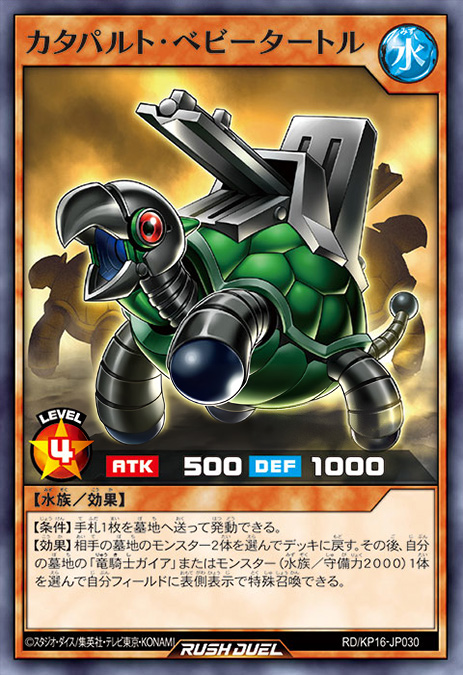 カタパルト・ベビータートル
水
みず
LEVEL
4
ATK 500 DEF 1000
【水族／効果】
【条件】手札1枚を墓地へ送って発動できる。
【効果】相手の墓地のモンスター2体を選んでデッキに戻す。その後、自分
の墓地の「竜騎士ガイア」またはモンスター（水族／守備力2000）1体
を選んで自分フィールドに表側表示で特殊召喚できる。
©スタジオ・ダイス/集英社・テレビ東京・KONAMI
RUSH DUEL
RD/KP16-JP030